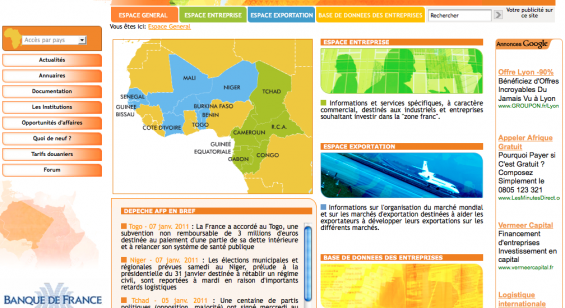 ESPACE GENERAL
ESPACE ENTREPRISE
ESPACE EXPORTATION
BASE DE DONNEES DES ENTREPRISES
Rechercher
Votre publicité sur
ce site
Vous êtes ici: Espace General
Accès par pays
Actualités
Annuaires
Documentation
Les Institutions
Opportunités d'affaires
Quoi de neuf ?
Tarifs douaniers
Forum
BANQUE DE FRANCE
MALI
NIGER
TCHAD
SENEGAL
GUINEE
BISSAU
BURKINA FASO
BENIN
COTE D'IVOIRE
TOGO
CAMEROUN
R.C.A.
GUINEE
EQUATORIALE
GABON
CONGO
DEPECHE AFP EN BREF
Togo - 07 janv. 2011 : La France a accordé au Togo, une
subvention non remboursable de 3 millions d'euros
destinée au paiement d'une partie de sa dette intérieure
et à relancer son système de santé publique
Niger - 07 janv. 2011 : Les élections municipales et
régionales prévues samedi au Niger, prélude à la
présidentielle du 31 janvier destinée à rétablir un régime
civil, sont reportées à mardi en raison d'importants
retards logistiques
Tchad - 05 janv. 2011 : Une centaine de partis
politiques (opposition, majorité) ont signé mercredi au
ESPACE ENTREPRISE
Informations et services spécifiques, à caractère
commercial, destinés aux industriels et entreprises
souhaitant investir dans la "zone franc".
ESPACE EXPORTATION
Informations sur l'organisation du marché mondial
et sur les marchés d'exportation destinées à aider les
exportateurs à développer leurs exportations sur les
différents marchés.
BASE DE DONNEES DES ENTREPRISES
Annonces Google
Offre Lyon -90%
Bénéficiez d'Offres
Incroyables Du
Jamais Vu à Lyon
www.GROUPON.fr/Lyon
Appeler Afrique
Gratuit
Pourquoi Payer si
C'est Gratuit ?
Composez
Simplement le
0805 123 321
www.LesMinutesDirect.c
Vermeer Capital
Financement
d'entreprises
Investissement en
capital
www.vermeercapital.fr
Logistique
internationale